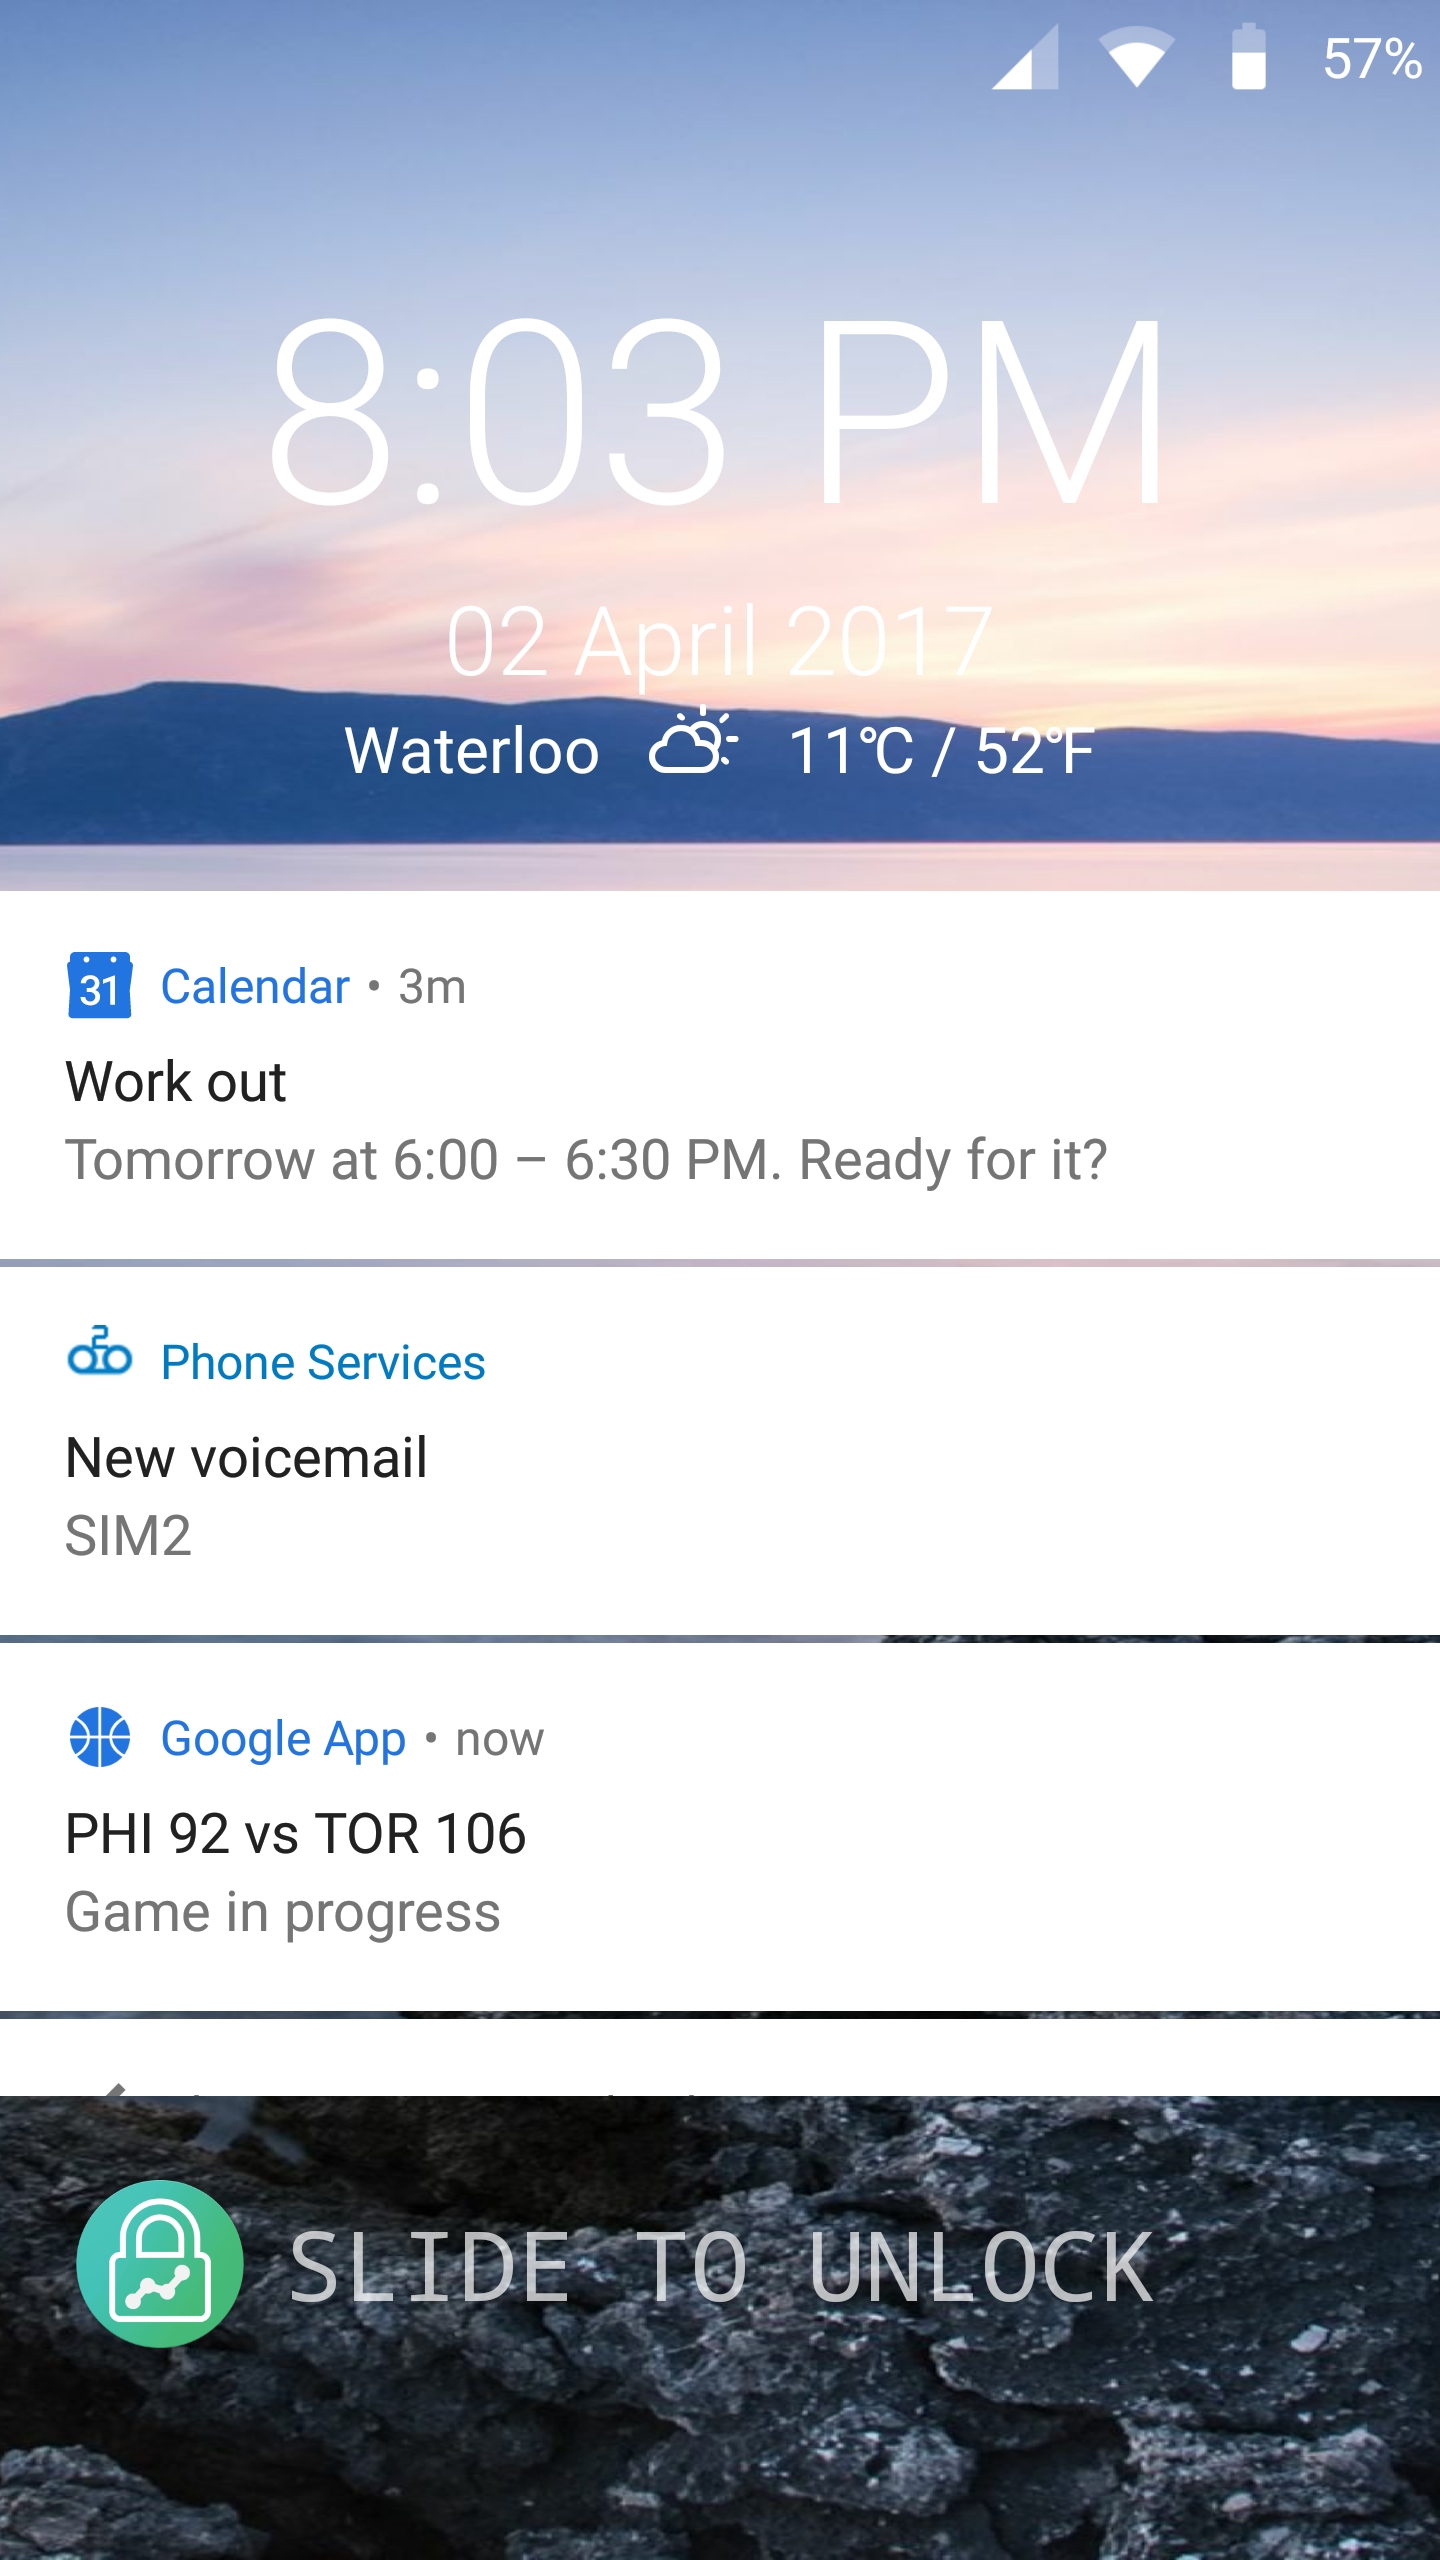 57%
8:03 PM
02 April 2017
Waterloo 11°C / 52°F
31 Calendar • 3m
Work out
Tomorrow at 6:00 – 6:30 PM. Ready for it?
Phone Services
New voicemail
SIM2
Google App • now
PHI 92 vs TOR 106
Game in progress
SLIDE TO UNLOCK